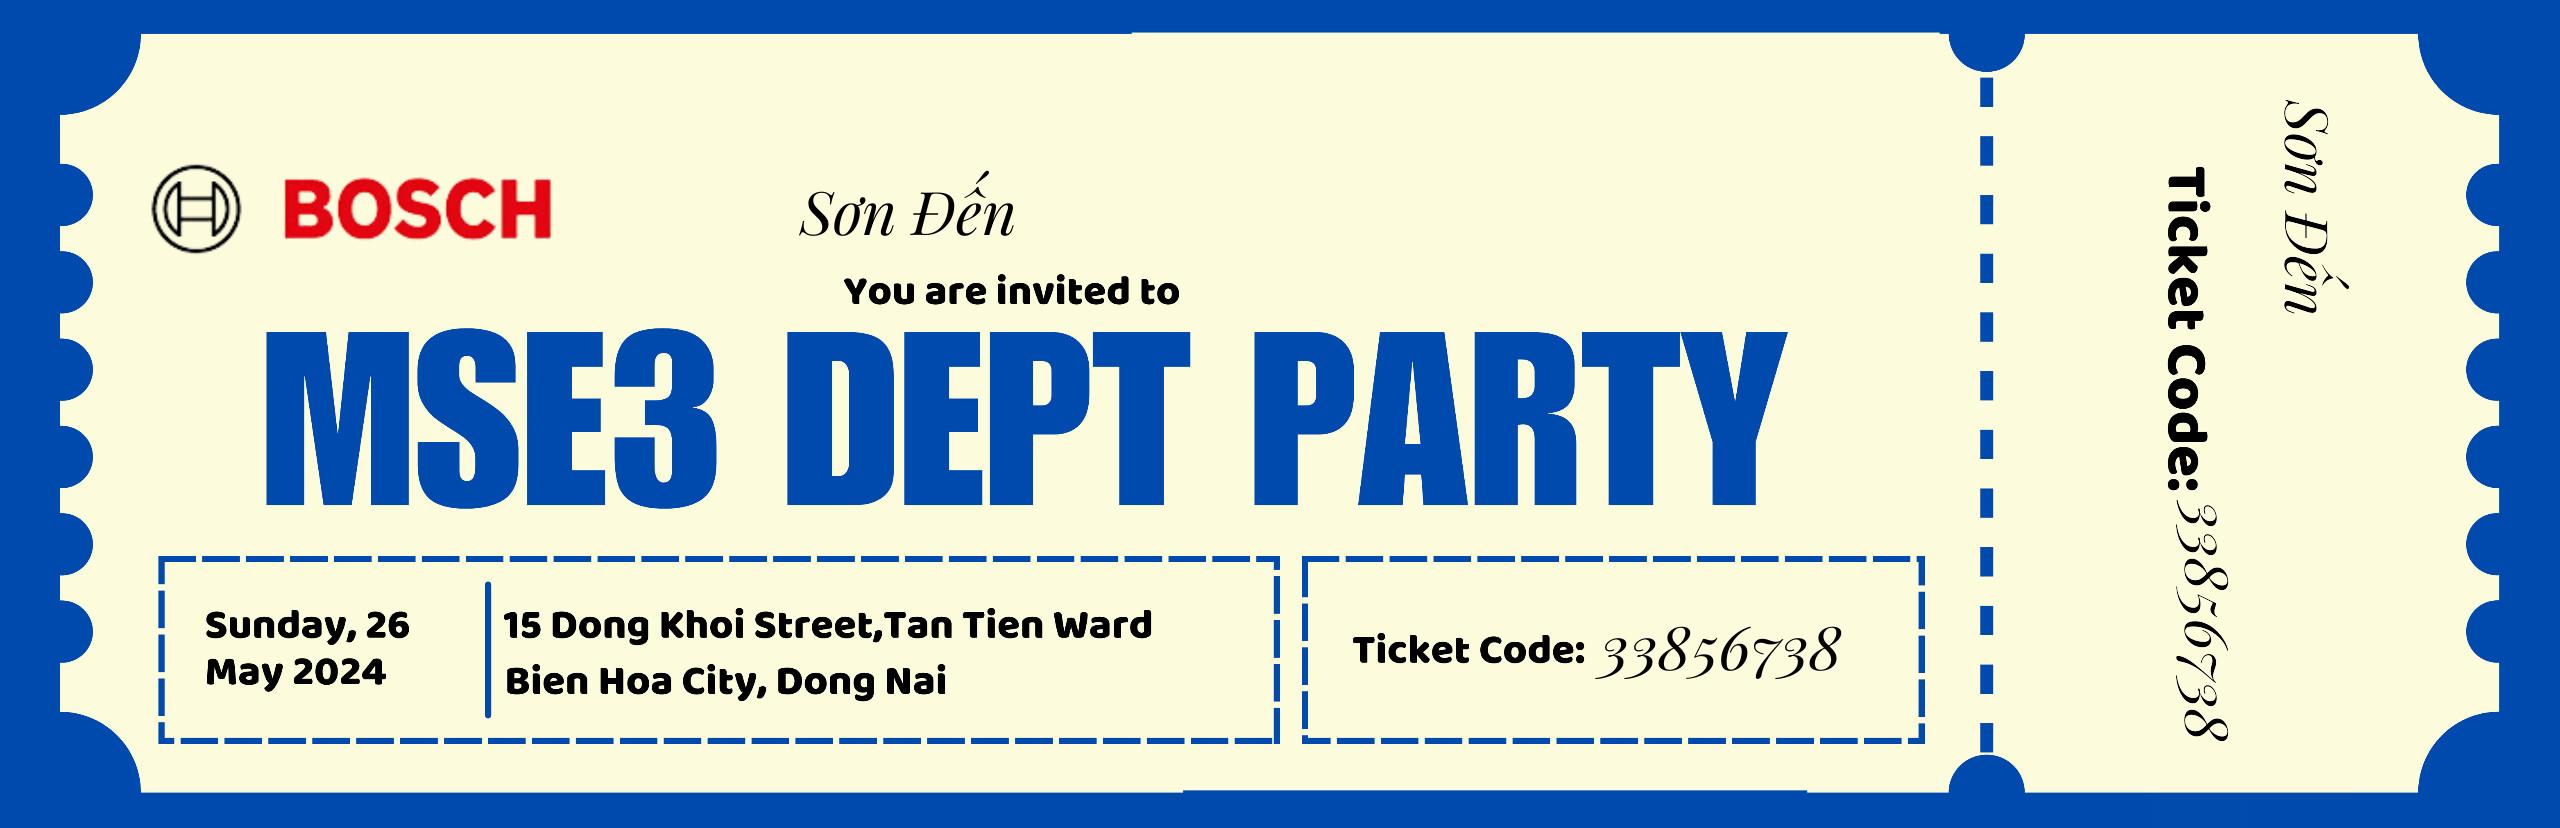 BOSCH
Sơn Đến
You are invited to
MSE3 DEPT PARTY
Sunday, 26
May 2024
15 Dong Khoi Street,Tan Tien Ward
Bien Hoa City, Dong Nai
Ticket Code: 33856738
Sơn Đến
Ticket Code: 33856738